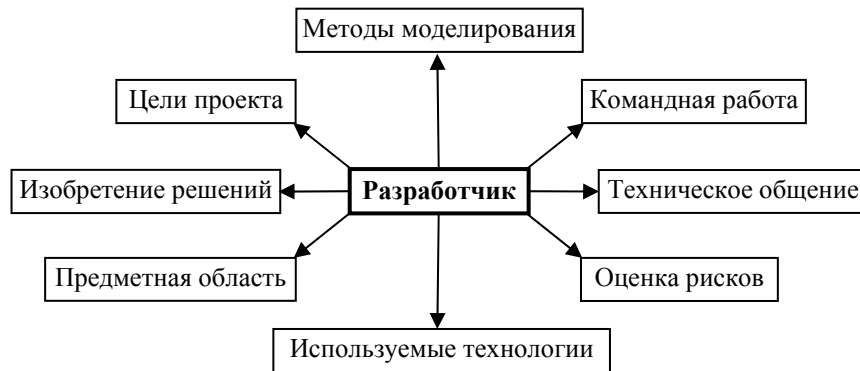 Методы моделирования
Цели проекта
Командная работа
Изобретение решений
Разработчик
Техническое общение
Предметная область
Оценка рисков
Используемые технологии